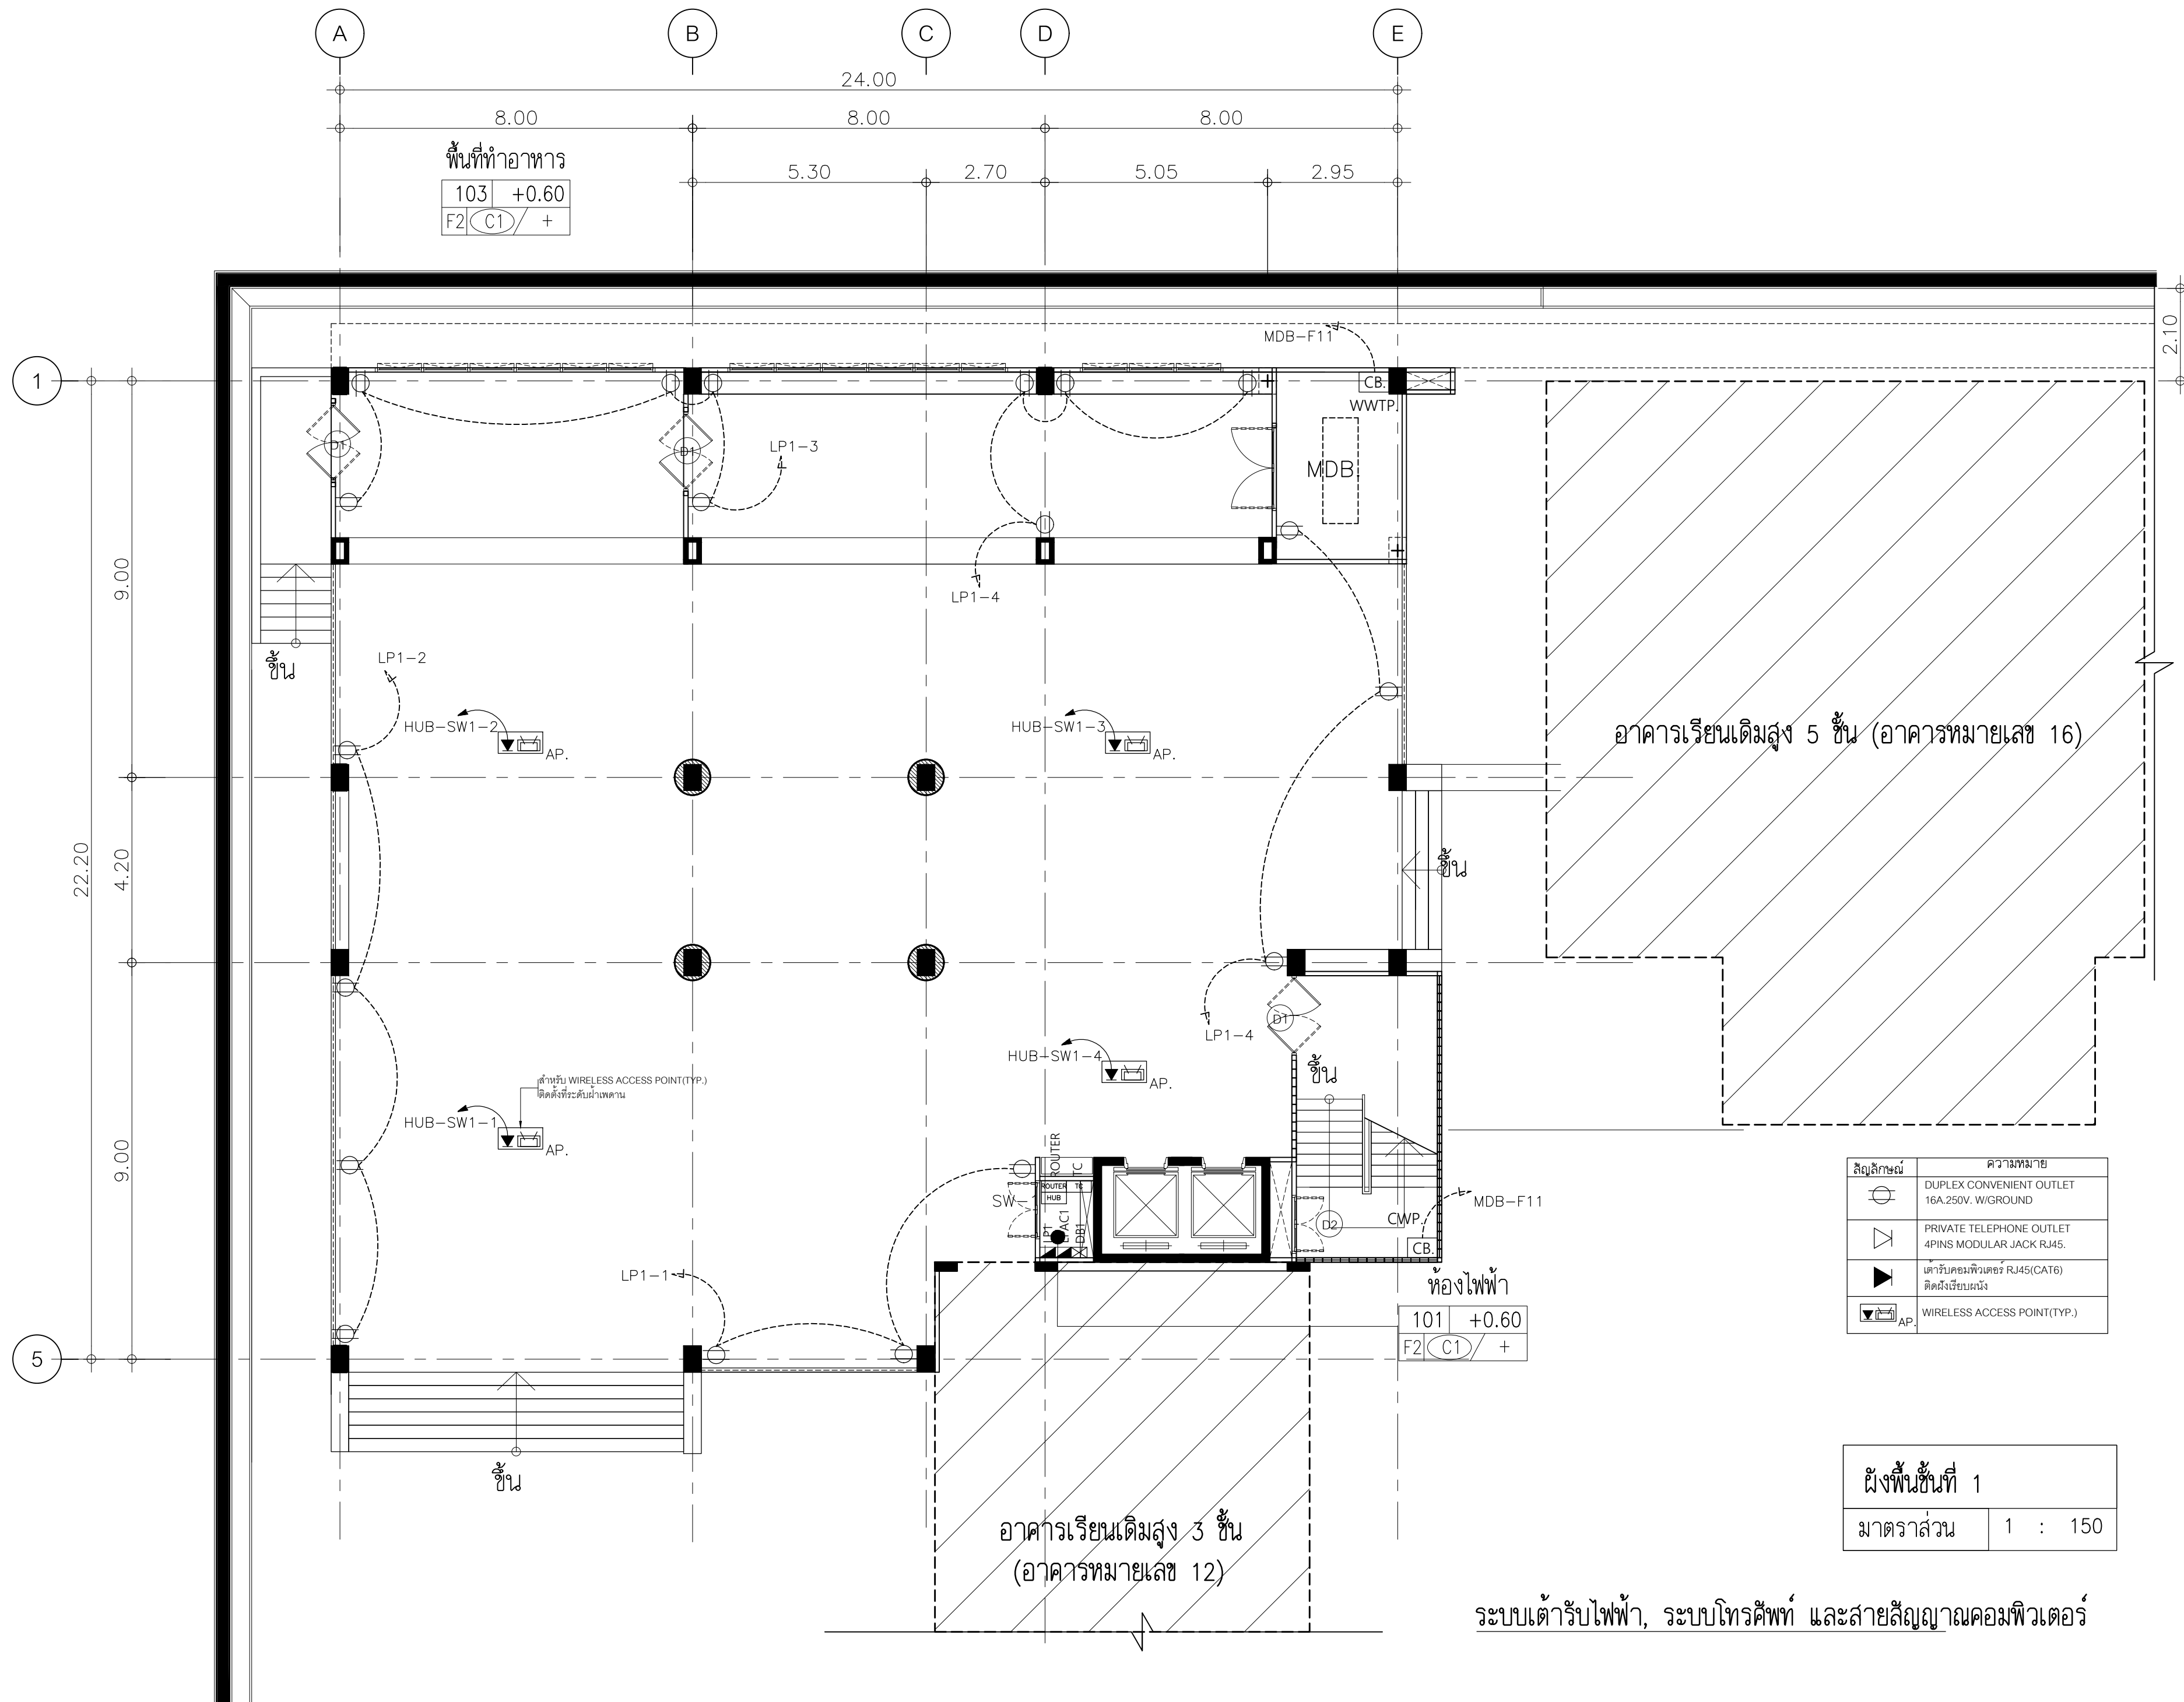 A
B
C
D
E
24.00
8.00
8.00
8.00
พื้นที่ทำอาหาร
103 +0.60
F2 C1 / +
5.30
2.70
5.05
2.95
2.10
MDB-F11
1
CB.
WWTP.
D1
D1
LP1-3
MDB.
9.00
LP1-4
ขึ้น
LP1-2
HUB-SW1-2
AP.
HUB-SW1-3
AP.
อาคารเรียนเดิมสูง 5 ชั้น (อาคารหมายเลข 16)
22.20
4.20
ขึ้น
D1
LP1-4
HUB-SW1-4
AP.
ขึ้น
สำหรับ WIRELESS ACCESS POINT(TYP.)
ติดตั้งที่ระดับฝ้าเพดาน
HUB-SW1-1
AP.
9.00
ROUTER
TC
ROUTER TC
HUB
SW-1
LP1
LPAC1
DB1
D2
CWP.
CB.
MDB-F11
สัญลักษณ์ ความหมาย
DUPLEX CONVENIENT OUTLET
16A.250V. W/GROUND
PRIVATE TELEPHONE OUTLET
4PINS MODULAR JACK RJ45.
เต้ารับคอมพิวเตอร์ RJ45(CAT6)
ติดฝังเรียบผนัง
AP. WIRELESS ACCESS POINT(TYP.)
LP1-1
ห้องไฟฟ้า
101 +0.60
F2 C1 / +
5
ขึ้น
ผังพื้นชั้นที่ 1
มาตราส่วน 1 : 150
อาคารเรียนเดิมสูง 3 ชั้น
(อาคารหมายเลข 12)
ระบบเต้ารับไฟฟ้า, ระบบโทรศัพท์ และสายสัญญาณคอมพิวเตอร์